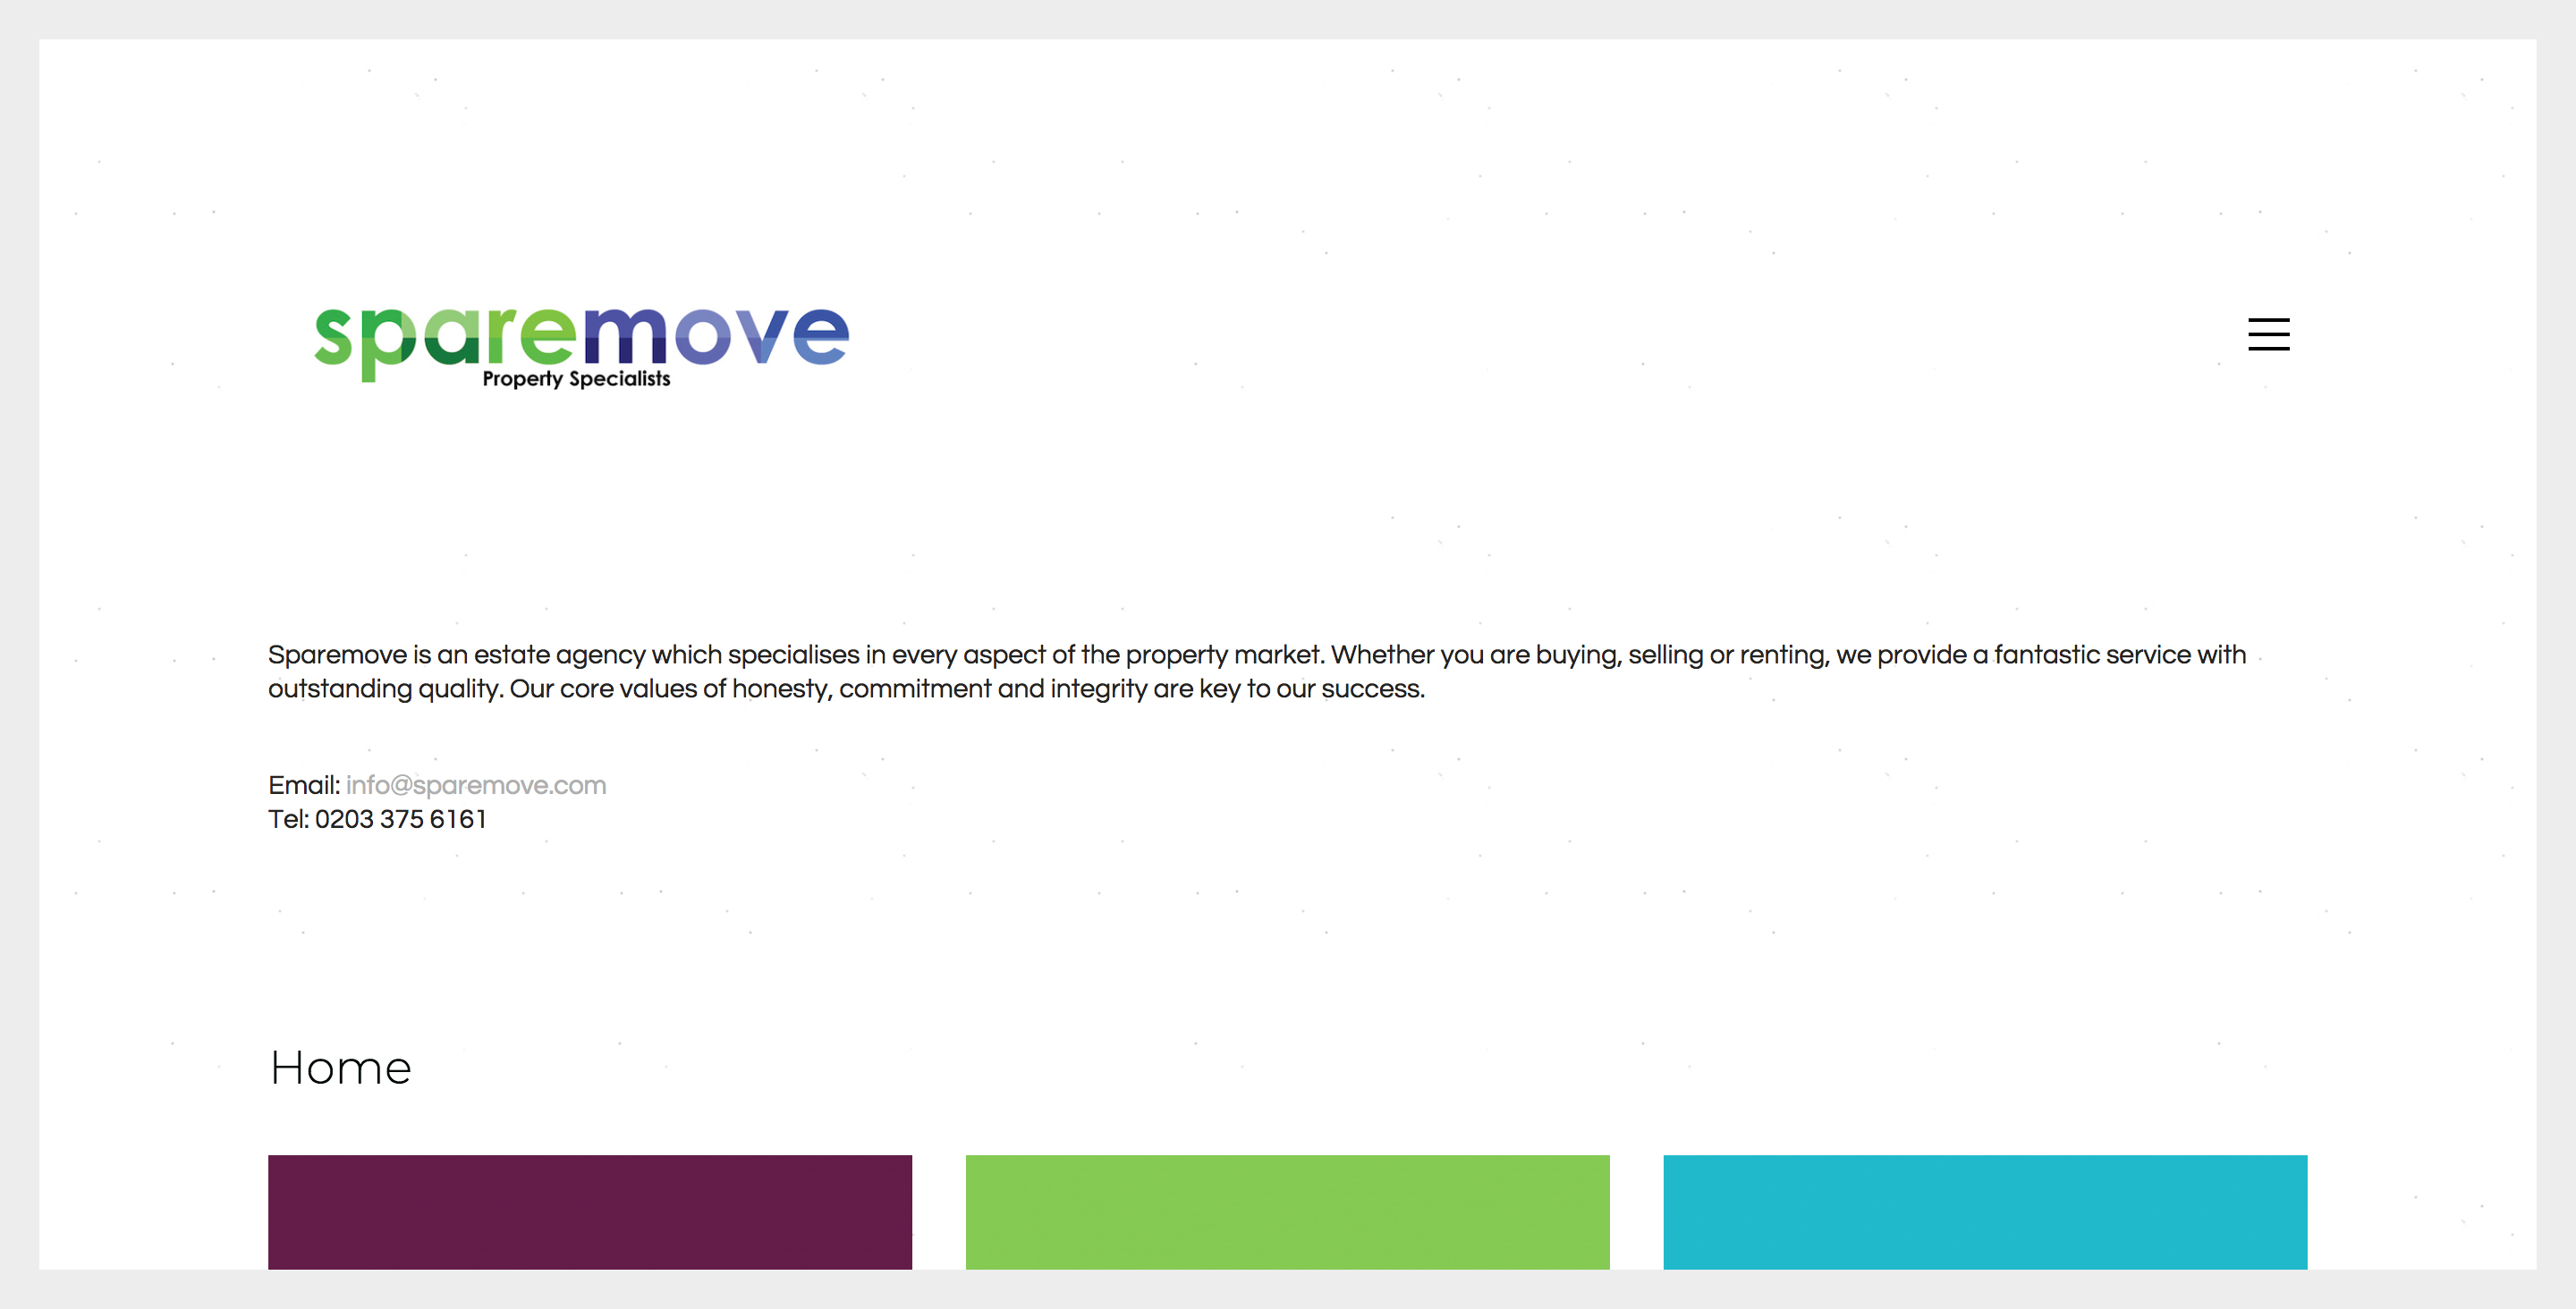 sparemove
Property Specialists
Sparemove is an estate agency which specialises in every aspect of the property market. Whether you are buying, selling or renting, we provide a fantastic service with
outstanding quality. Our core values of honesty, commitment and integrity are key to our success.
Email: info@sparemove.com
Tel: 0203 375 6161
Home